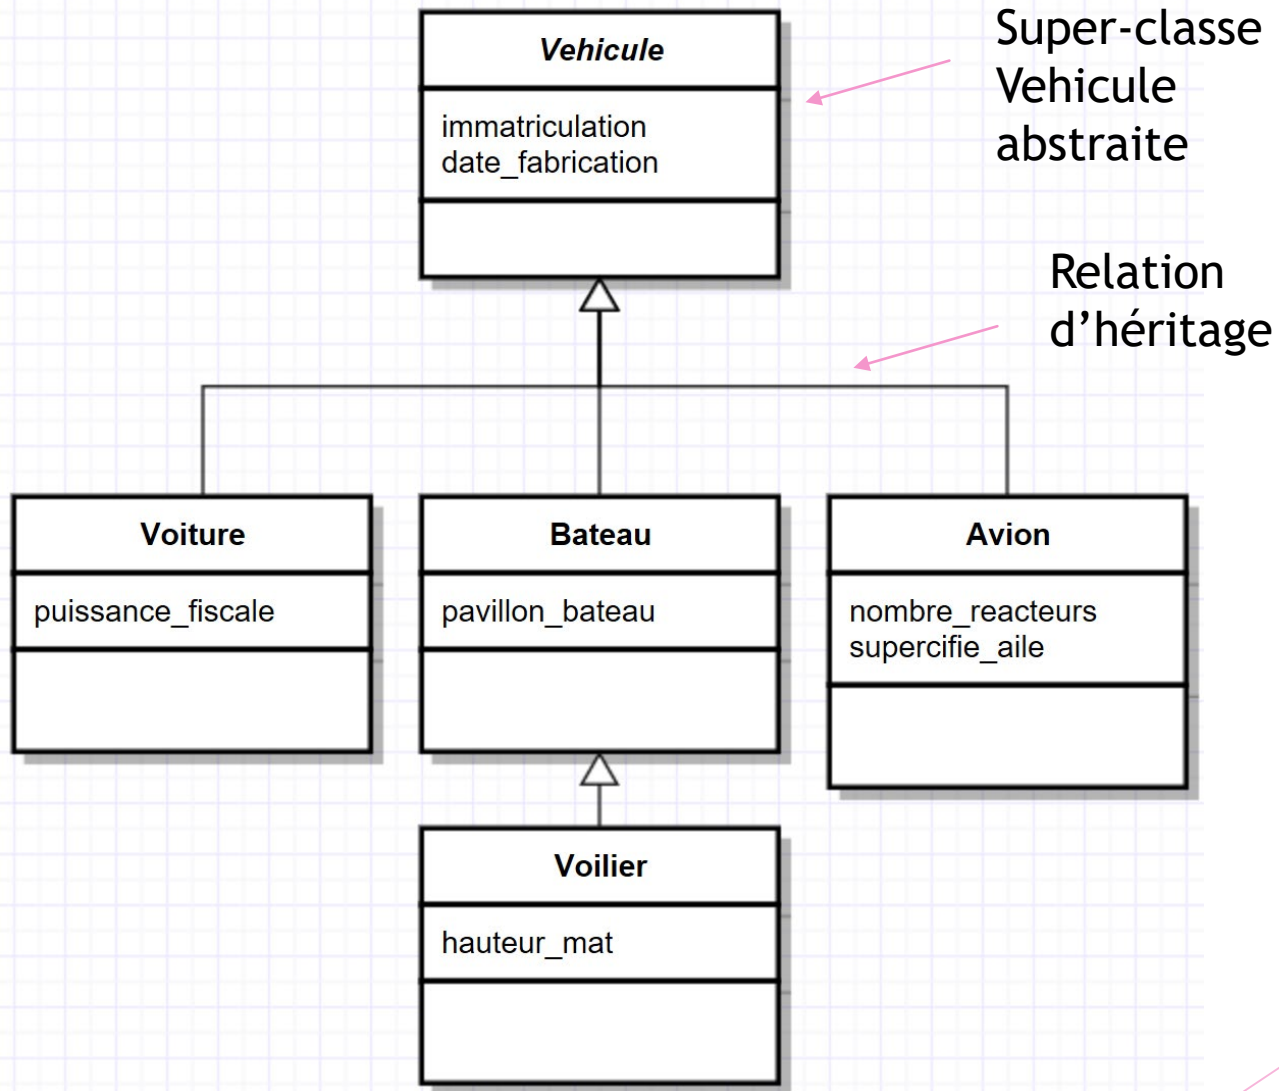 Vehicule
immatriculation
date_fabrication
Super-classe
Vehicule
abstraite
Relation
d’héritage
Voiture
puissance_fiscale
Bateau
pavillon_bateau
Avion
nombre_reacteurs
supercifie_aile
Voilier
hauteur_mat